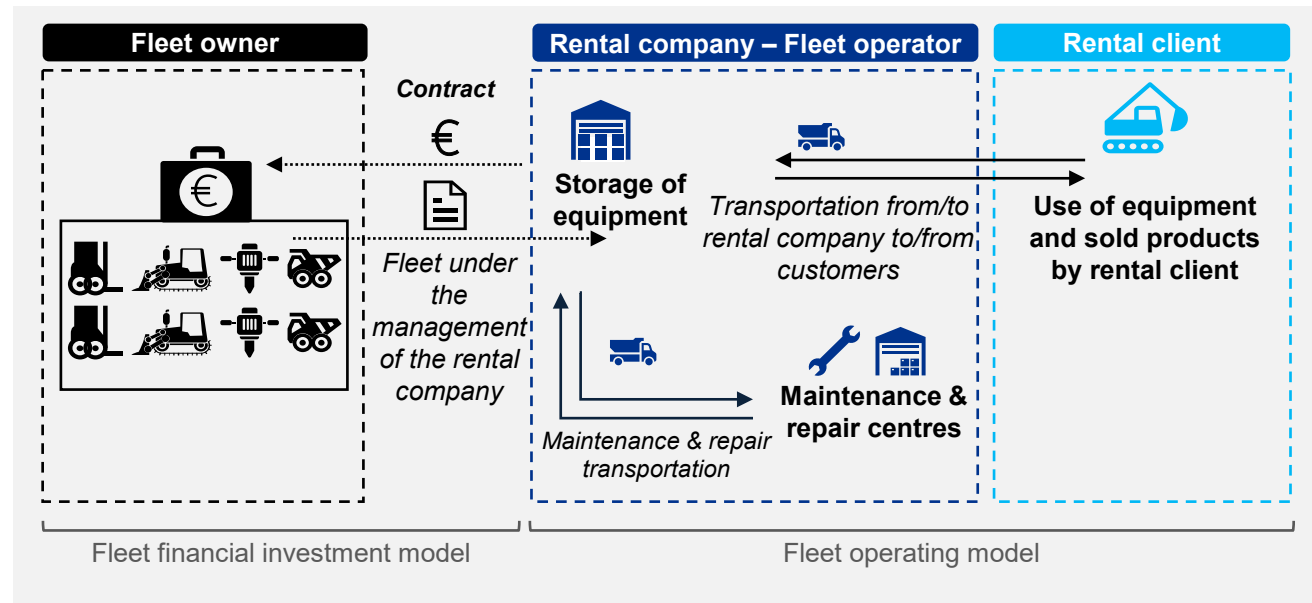 Fleet owner
Rental company – Fleet operator
Rental client
Contract
€
€
Fleet under
the
management
of the rental
company
Storage of
equipment
Transportation from/to
rental company to/from
customers
Use of equipment
and sold products
by rental client
Maintenance &
repair centres
Maintenance & repair
transportation
Fleet financial investment model
Fleet operating model